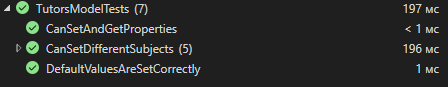 TutorsModelTests (7) 197 мс
CanSetAndGetProperties < 1 мс
CanSetDifferentSubjects (5) 196 мс
DefaultValuesAreSetCorrectly 1 мс